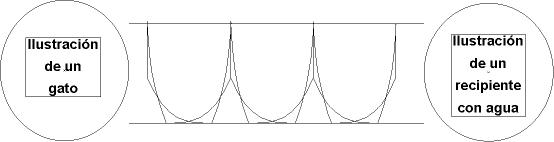 Ilustración
de un
gato
Ilustración
de un
recipiente
con agua